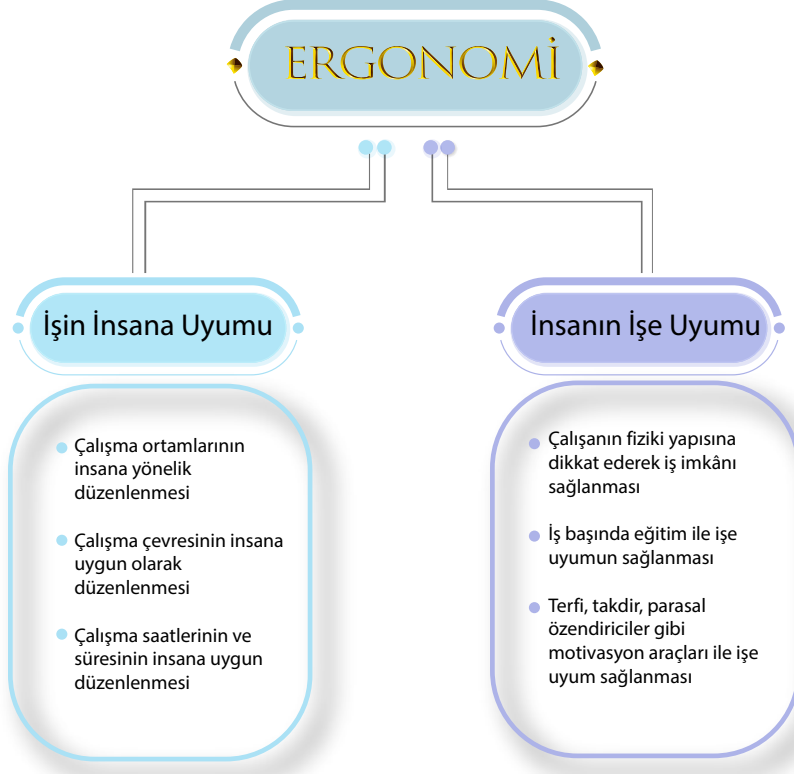 ERGONOMİ
İşin İnsana Uyumu
Çalışma ortamlarının
insana yönelik
düzenlenmesi
Çalışma çevresinin insana
uygun olarak
düzenlenmesi
Çalışma saatlerinin ve
süresinin insana uygun
düzenlenmesi
İnsanın İşe Uyumu
Çalışanın fiziki yapısına
dikkat ederek iş imkânı
sağlanması
İş başında eğitim ile işe
uyumun sağlanması
Terfi, takdir, parasal
özendiriciler gibi
motivasyon araçları ile işe
uyum sağlanması